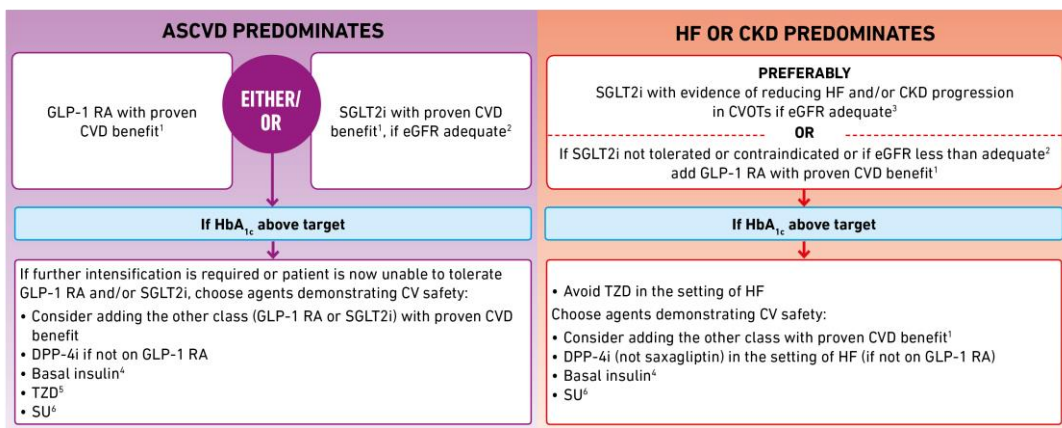 ASCVD PREDOMINATES
GLP-1 RA with proven
CVD benefit¹
EITHER/
OR
SGLT2i with proven CVD
benefit¹, if eGFR adequate²
If HbA₁c above target
If further intensification is required or patient is now unable to tolerate
GLP-1 RA and/or SGLT2i, choose agents demonstrating CV safety:
• Consider adding the other class (GLP-1 RA or SGLT2i) with proven CVD
benefit
• DPP-4i if not on GLP-1 RA
• Basal insulin⁴
• TZD⁵
• SU⁶
HF OR CKD PREDOMINATES
PREFERABLY
SGLT2i with evidence of reducing HF and/or CKD progression
in CVOTs if eGFR adequate³
OR
If SGLT2i not tolerated or contraindicated or if eGFR less than adequate²
add GLP-1 RA with proven CVD benefit¹
If HbA₁c above target
• Avoid TZD in the setting of HF
Choose agents demonstrating CV safety:
• Consider adding the other class with proven CVD benefit¹
• DPP-4i (not saxagliptin) in the setting of HF (if not on GLP-1 RA)
• Basal insulin⁴
• SU⁶